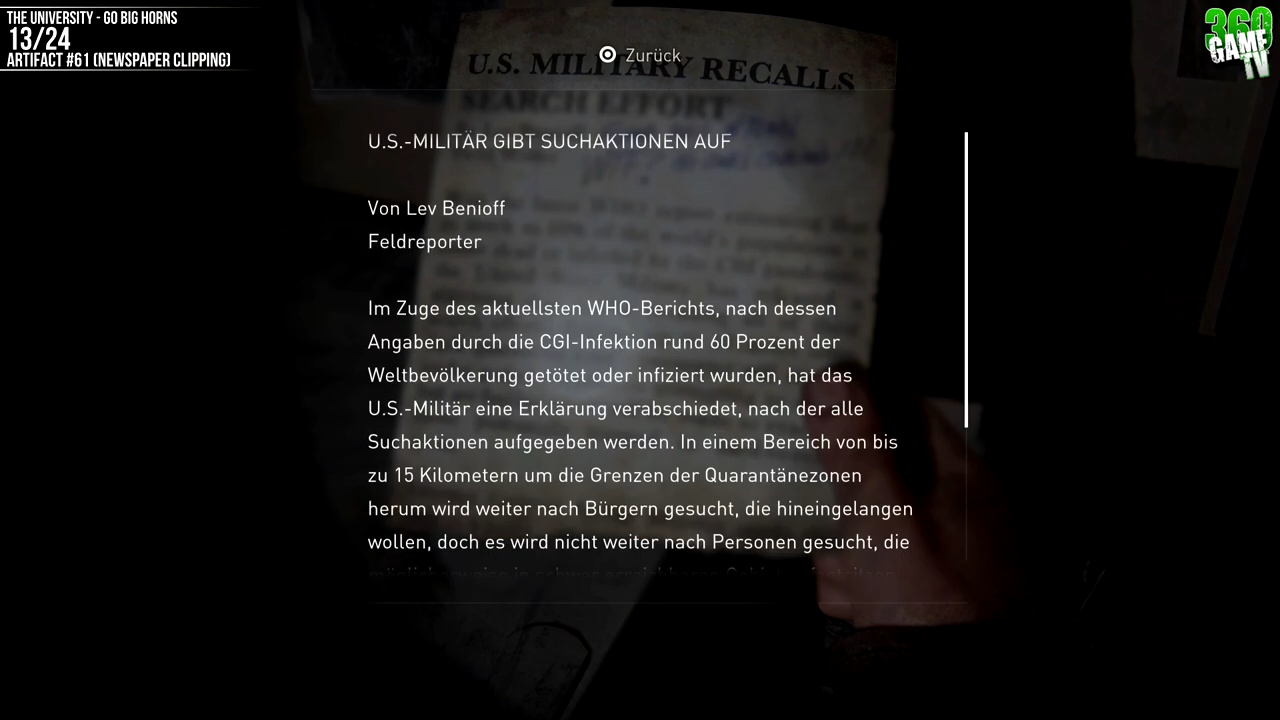 THE UNIVERSITY - GO BIG HORNS
13/24
ARTIFACT #61 (NEWSPAPER CLIPPING)
360
GAME
TV
Zurück
U.S. MILITARY RECALLS
SEARCH EFFORT
U.S.-MILITÄR GIBT SUCHAKTIONEN AUF
Von Lev Benioff
Feldreporter
Im Zuge des aktuellsten WHO-Berichts, nach dessen
Angaben durch die CGI-Infektion rund 60 Prozent der
Weltbevölkerung getötet oder infiziert wurden, hat das
U.S.-Militär eine Erklärung verabschiedet, nach der alle
Suchaktionen aufgegeben werden. In einem Bereich von bis
zu 15 Kilometern um die Grenzen der Quarantänezonen
herum wird weiter nach Bürgern gesucht, die hineingelangen
wollen, doch es wird nicht weiter nach Personen gesucht, die